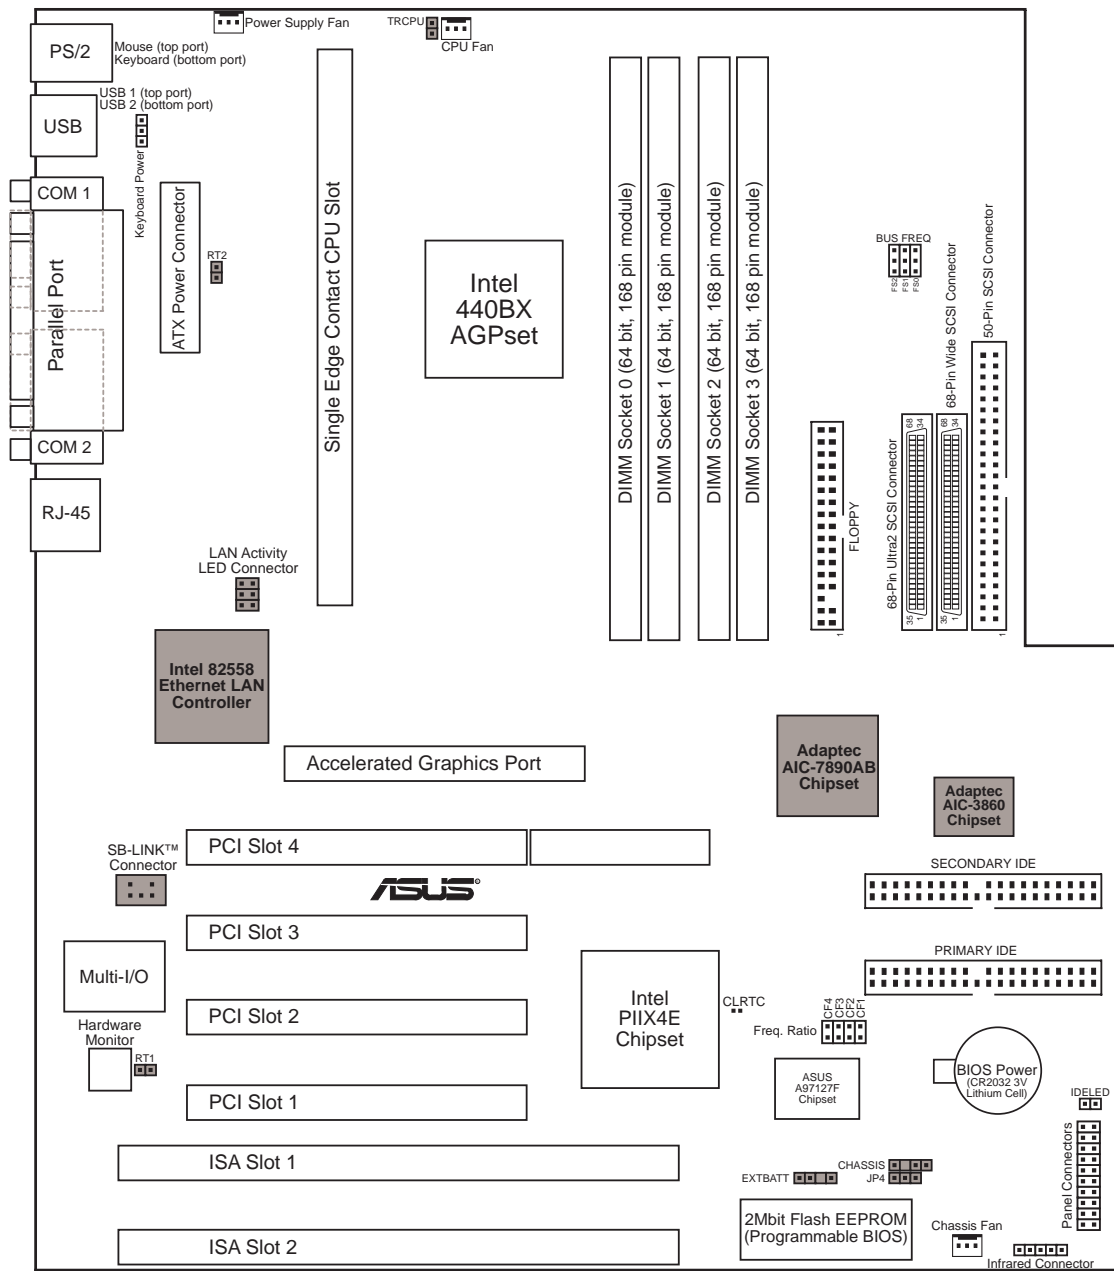 Power Supply Fan
TRCPU
CPU Fan
PS/2
Mouse (top port)
Keyboard (bottom port)
USB 1 (top port)
USB 2 (bottom port)
USB
Keyboard Power
COM 1
Parallel Port
COM 2
RJ-45
ATX Power Connector
RT2
Single Edge Contact CPU Slot
Intel
440BX
AGPset
DIMM Socket 0 (64 bit, 168 pin module)
DIMM Socket 1 (64 bit, 168 pin module)
DIMM Socket 2 (64 bit, 168 pin module)
DIMM Socket 3 (64 bit, 168 pin module)
BUS FREQ
FS2
FS1
FS0
FLOPPY
1
68-Pin Ultra2 SCSI Connector
68
34
35
1
68-Pin Wide SCSI Connector
68
34
35
1
50-Pin SCSI Connector
1
LAN Activity
LED Connector
Intel 82558
Ethernet LAN
Controller
Accelerated Graphics Port
Adaptec
AIC-7890AB
Chipset
Adaptec
AIC-3860
Chipset
SB-LINK™
Connector
PCI Slot 4
ASUS®
SECONDARY IDE
PCI Slot 3
PRIMARY IDE
Multi-I/O
PCI Slot 2
Intel
PIIX4E
Chipset
CLRTC
Freq. Ratio
CF4
CF3
CF2
CF1
Hardware
Monitor
RT1
ASUS
A97127F
Chipset
BIOS Power
(CR2032 3V
Lithium Cell)
IDELED
PCI Slot 1
Panel Connectors
ISA Slot 1
CHASSIS
EXTBATT
JP4
2Mbit Flash EEPROM
(Programmable BIOS)
Chassis Fan
ISA Slot 2
Infrared Connector